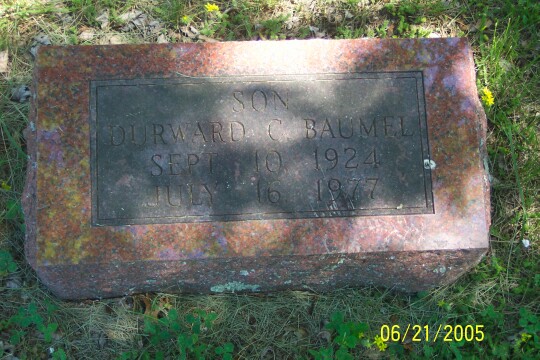 SON
DURWARD C. BAUMEL
SEPT. 10 1924
JULY 16 1977
06/21/2005